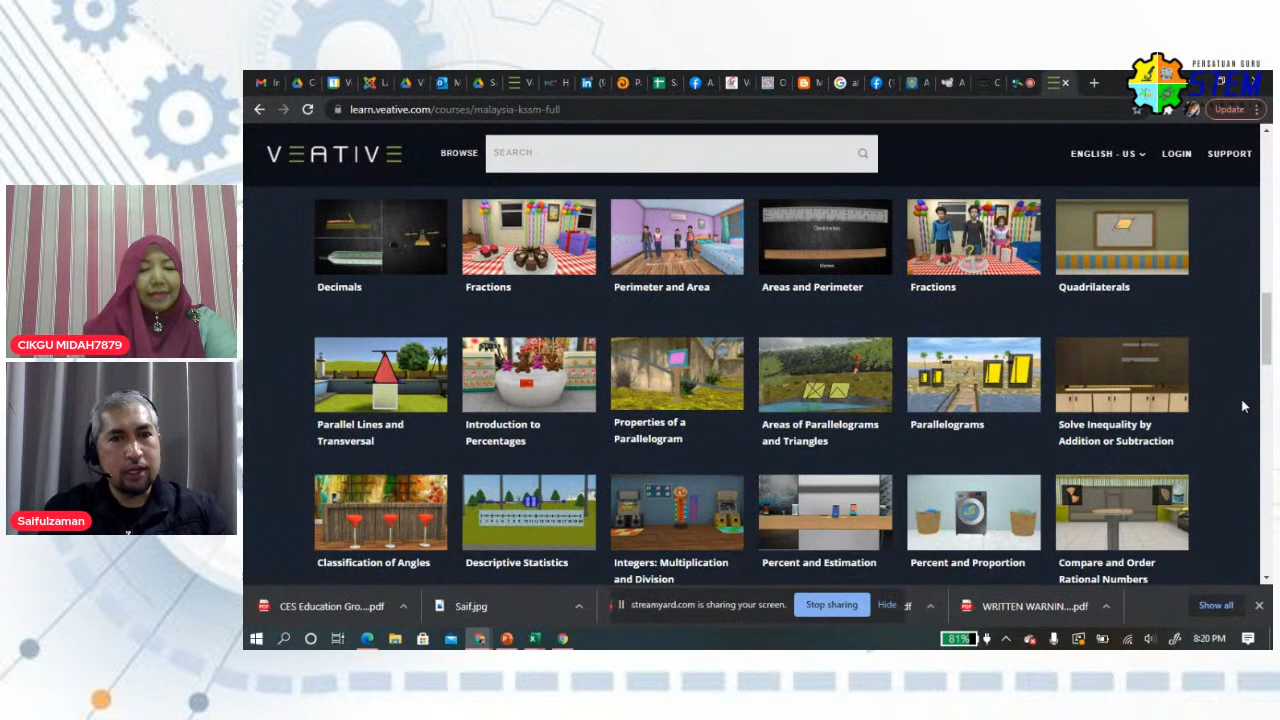 PERSATUAN GURU
STEM
learn.veative.com/courses/malaysia-kssm-full
Update
VEATIVE
BROWSE
SEARCH
ENGLISH - US
LOGIN
SUPPORT
Decimals
Fractions
Perimeter and Area
Areas and Perimeter
Fractions
Quadrilaterals
Centimeters
Meters
CIKGU MIDAH7879
Parallel Lines and
Transversal
Introduction to
Percentages
Properties of a
Parallelogram
Areas of Parallelograms
and Triangles
Parallelograms
Solve Inequality by
Addition or Subtraction
Saifulzaman
Classification of Angles
Descriptive Statistics
Integers: Multiplication
and Division
Percent and Estimation
Percent and Proportion
Compare and Order
Rational Numbers
CES Education Gro....pdf
Saif.jpg
streamyard.com is sharing your screen.
Stop sharing
Hide
df
WRITTEN WARNIN....pdf
Show all
81%
8:20 PM